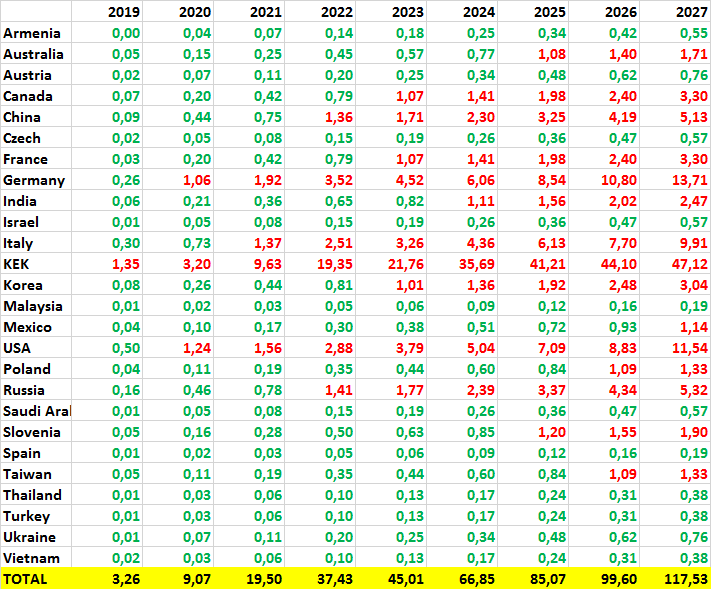 2019 2020 2021 2022 2023 2024 2025 2026 2027
Armenia 0,00 0,04 0,07 0,14 0,18 0,25 0,34 0,42 0,55
Australia 0,05 0,15 0,25 0,45 0,57 0,77 1,08 1,40 1,71
Austria 0,02 0,07 0,11 0,20 0,25 0,34 0,48 0,62 0,76
Canada 0,07 0,20 0,42 0,79 1,07 1,41 1,98 2,40 3,30
China 0,09 0,44 0,75 1,36 1,71 2,30 3,25 4,19 5,13
Czech 0,02 0,05 0,08 0,15 0,19 0,26 0,36 0,47 0,57
France 0,03 0,20 0,42 0,79 1,07 1,41 1,98 2,40 3,30
Germany 0,26 1,06 1,92 3,52 4,52 6,06 8,54 10,80 13,71
India 0,06 0,21 0,36 0,65 0,82 1,11 1,56 2,02 2,47
Israel 0,01 0,05 0,08 0,15 0,19 0,26 0,36 0,47 0,57
Italy 0,30 0,73 1,37 2,51 3,26 4,36 6,13 7,70 9,91
KEK 1,35 3,20 9,63 19,35 21,76 35,69 41,21 44,10 47,12
Korea 0,08 0,26 0,44 0,81 1,01 1,36 1,92 2,48 3,04
Malaysia 0,01 0,02 0,03 0,05 0,06 0,09 0,12 0,16 0,19
Mexico 0,04 0,10 0,17 0,30 0,38 0,51 0,72 0,93 1,14
USA 0,50 1,24 1,56 2,88 3,79 5,04 7,09 8,83 11,54
Poland 0,04 0,11 0,19 0,35 0,44 0,60 0,84 1,09 1,33
Russia 0,16 0,46 0,78 1,41 1,77 2,39 3,37 4,34 5,32
Saudi Aral 0,01 0,05 0,08 0,15 0,19 0,26 0,36 0,47 0,57
Slovenia 0,05 0,16 0,28 0,50 0,63 0,85 1,20 1,55 1,90
Spain 0,01 0,02 0,03 0,05 0,06 0,09 0,12 0,16 0,19
Taiwan 0,05 0,11 0,19 0,35 0,44 0,60 0,84 1,09 1,33
Thailand 0,01 0,03 0,06 0,10 0,13 0,17 0,24 0,31 0,38
Turkey 0,01 0,03 0,06 0,10 0,13 0,17 0,24 0,31 0,38
Ukraine 0,01 0,07 0,11 0,20 0,25 0,34 0,48 0,62 0,76
Vietnam 0,02 0,03 0,06 0,10 0,13 0,17 0,24 0,31 0,38
TOTAL 3,26 9,07 19,50 37,43 45,01 66,85 85,07 99,60 117,53